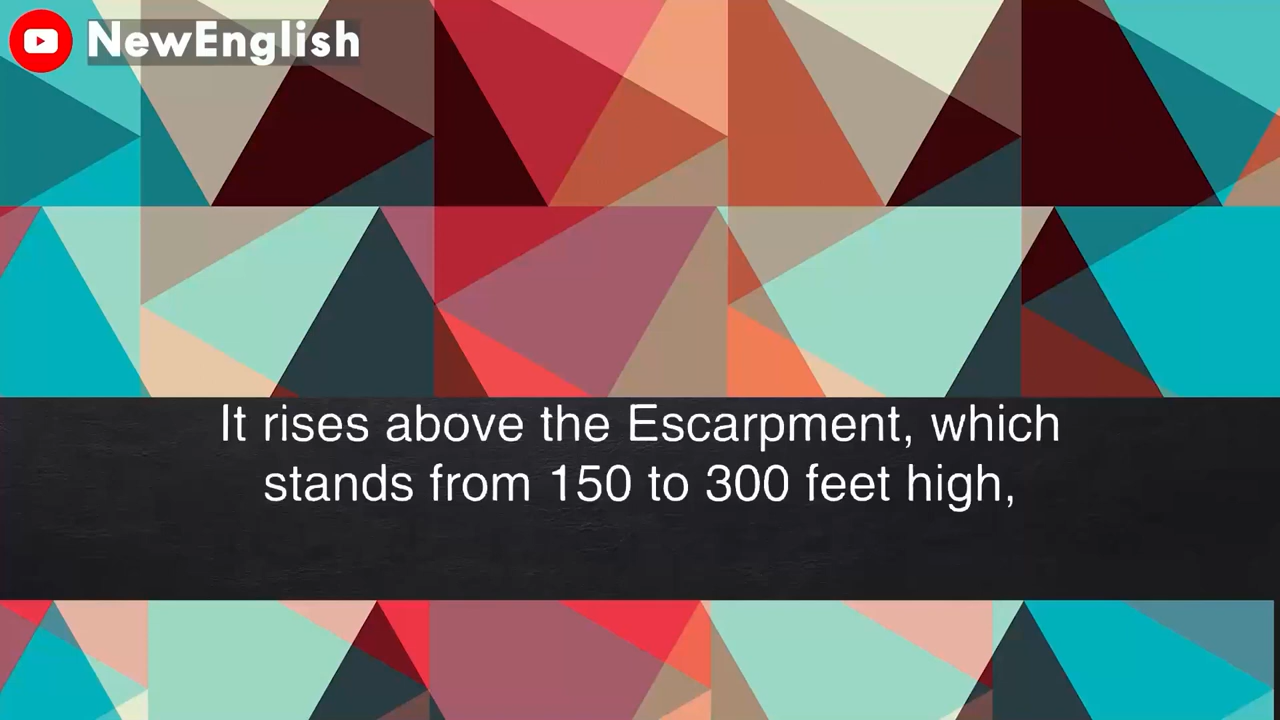 NewEnglish
It rises above the Escarpment, which
stands from 150 to 300 feet high,